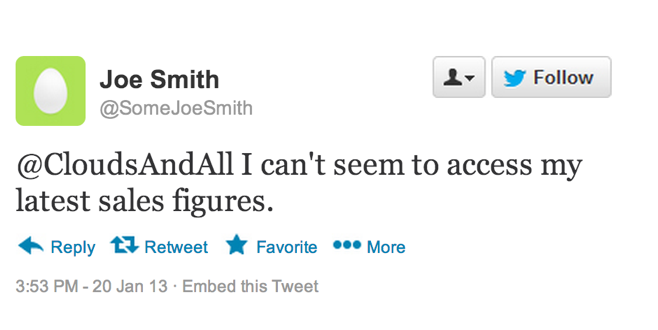 Joe Smith
@SomeJoeSmith
Follow
@CloudsAndAll I can't seem to access my
latest sales figures.
Reply Retweet Favorite More
3:53 PM - 20 Jan 13 · Embed this Tweet